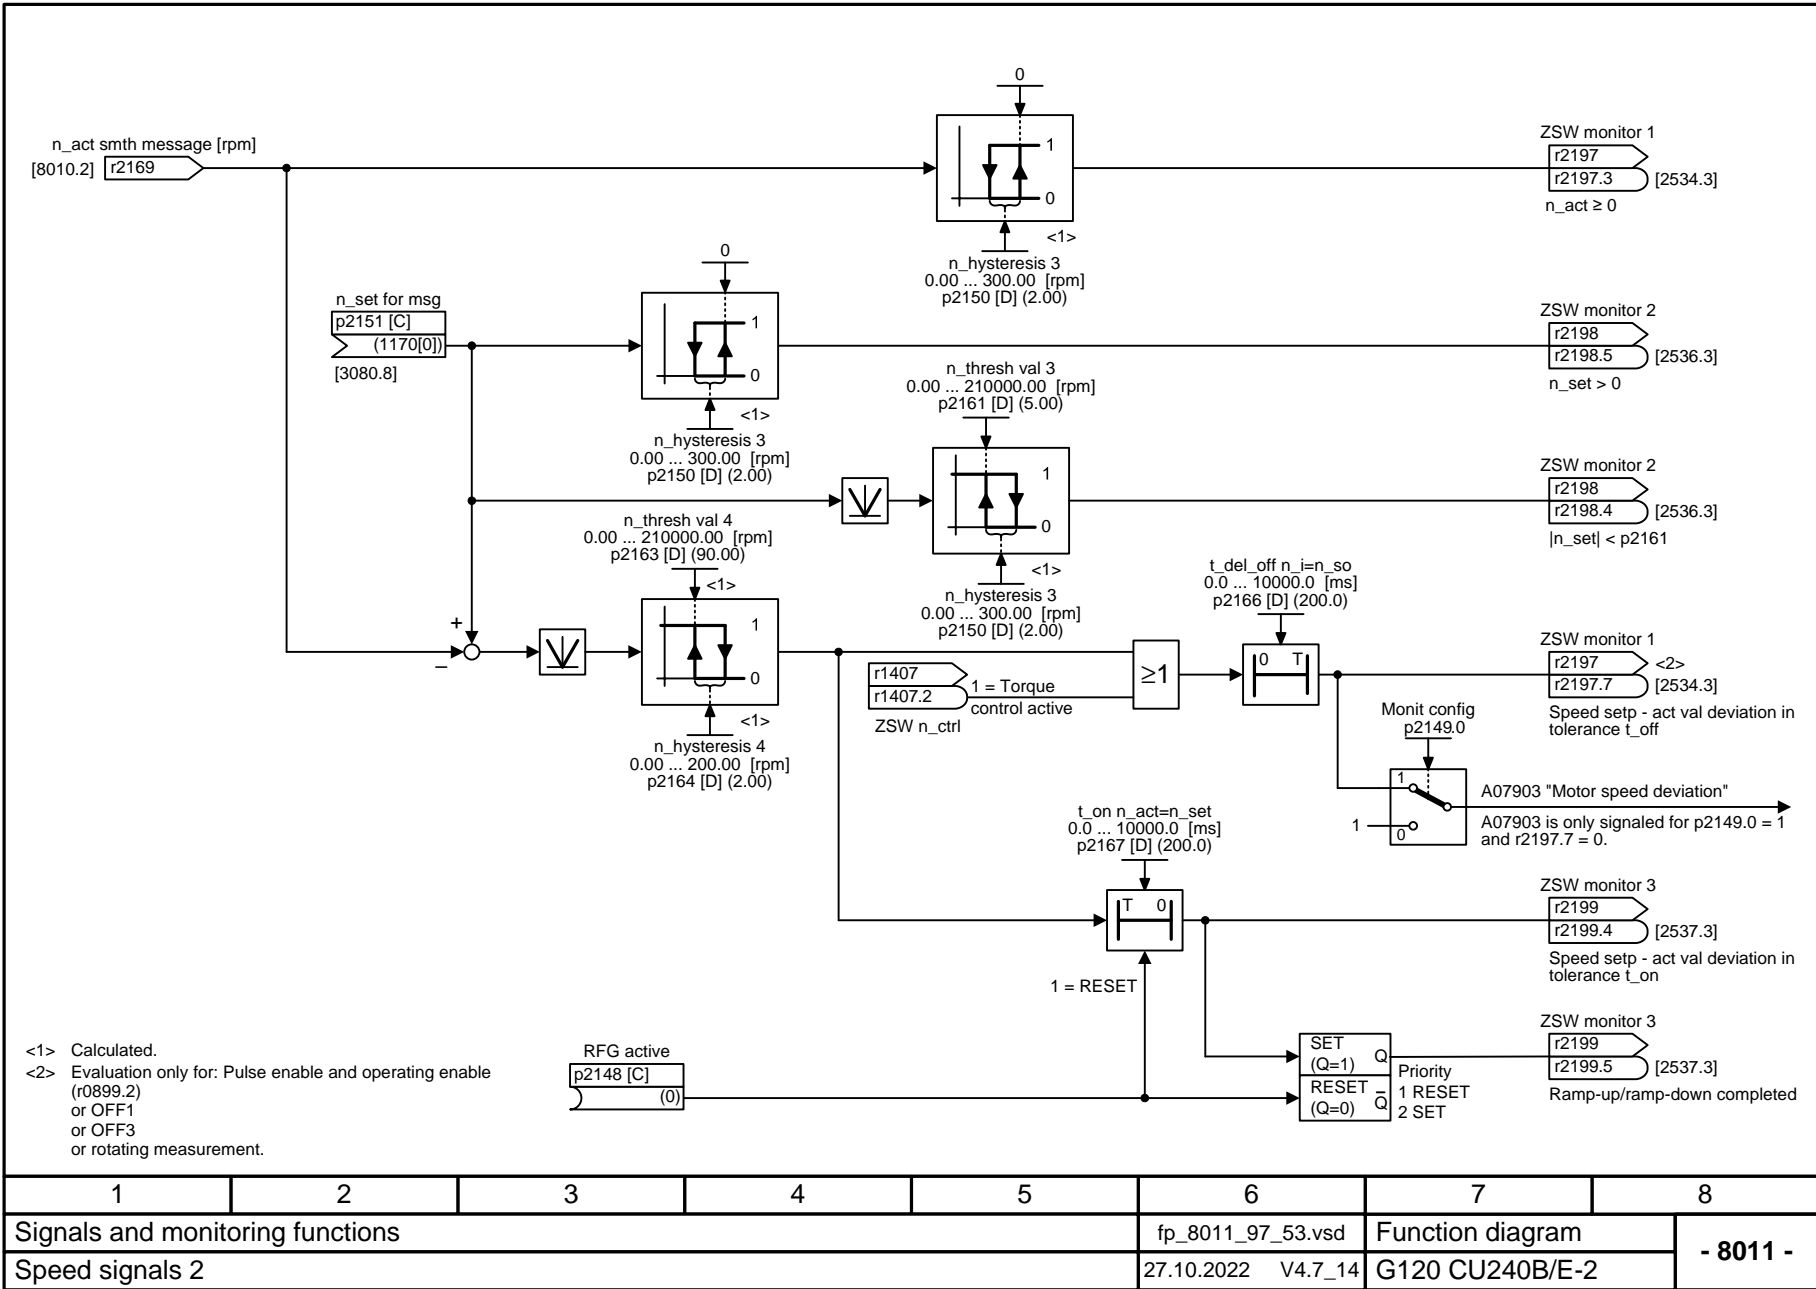 0
n_act smth message [rpm]
[8010.2]
r2169
1
0
<1>
n_hysteresis 3
0.00 ... 300.00 [rpm]
p2150 [D] (2.00)
ZSW monitor 1
r2197
r2197.3
[2534.3]
n_act ≥ 0
0
n_set for msg
p2151 [C]
(1170[0])
[3080.8]
1
0
<1>
n_hysteresis 3
0.00 ... 300.00 [rpm]
p2150 [D] (2.00)
ZSW monitor 2
r2198
r2198.5
[2536.3]
n_set > 0
n_thresh val 3
0.00 ... 210000.00 [rpm]
p2161 [D] (5.00)
1
0
<1>
n_hysteresis 3
0.00 ... 300.00 [rpm]
p2150 [D] (2.00)
ZSW monitor 2
r2198
r2198.4
[2536.3]
|n_set| < p2161
n_thresh val 4
0.00 ... 210000.00 [rpm]
p2163 [D] (90.00)
<1>
+
–
1
0
<1>
n_hysteresis 4
0.00 ... 200.00 [rpm]
p2164 [D] (2.00)
r1407
r1407.2
1 = Torque
control active
ZSW n_ctrl
≥1
t_del_off n_i=n_so
0.0 ... 10000.0 [ms]
p2166 [D] (200.0)
0 T
ZSW monitor 1
r2197
<2>
r2197.7
[2534.3]
Speed setp - act val deviation in
tolerance t_off
Monit config
p2149.0
1
1
0
A07903 "Motor speed deviation"
A07903 is only signaled for p2149.0 = 1
and r2197.7 = 0.
t_on n_act=n_set
0.0 ... 10000.0 [ms]
p2167 [D] (200.0)
T 0
1 = RESET
ZSW monitor 3
r2199
r2199.4
[2537.3]
Speed setp - act val deviation in
tolerance t_on
RFG active
p2148 [C]
(0)
SET
(Q=1)
Q
RESET
(Q=0)
Q̅
Priority
1 RESET
2 SET
ZSW monitor 3
r2199
r2199.5
[2537.3]
Ramp-up/ramp-down completed
<1> Calculated.
<2> Evaluation only for: Pulse enable and operating enable
(r0899.2)
or OFF1
or OFF3
or rotating measurement.
1 2 3 4 5 6 7 8
Signals and monitoring functions
fp_8011_97_53.vsd
Function diagram
- 8011 -
Speed signals 2
27.10.2022 V4.7_14
G120 CU240B/E-2